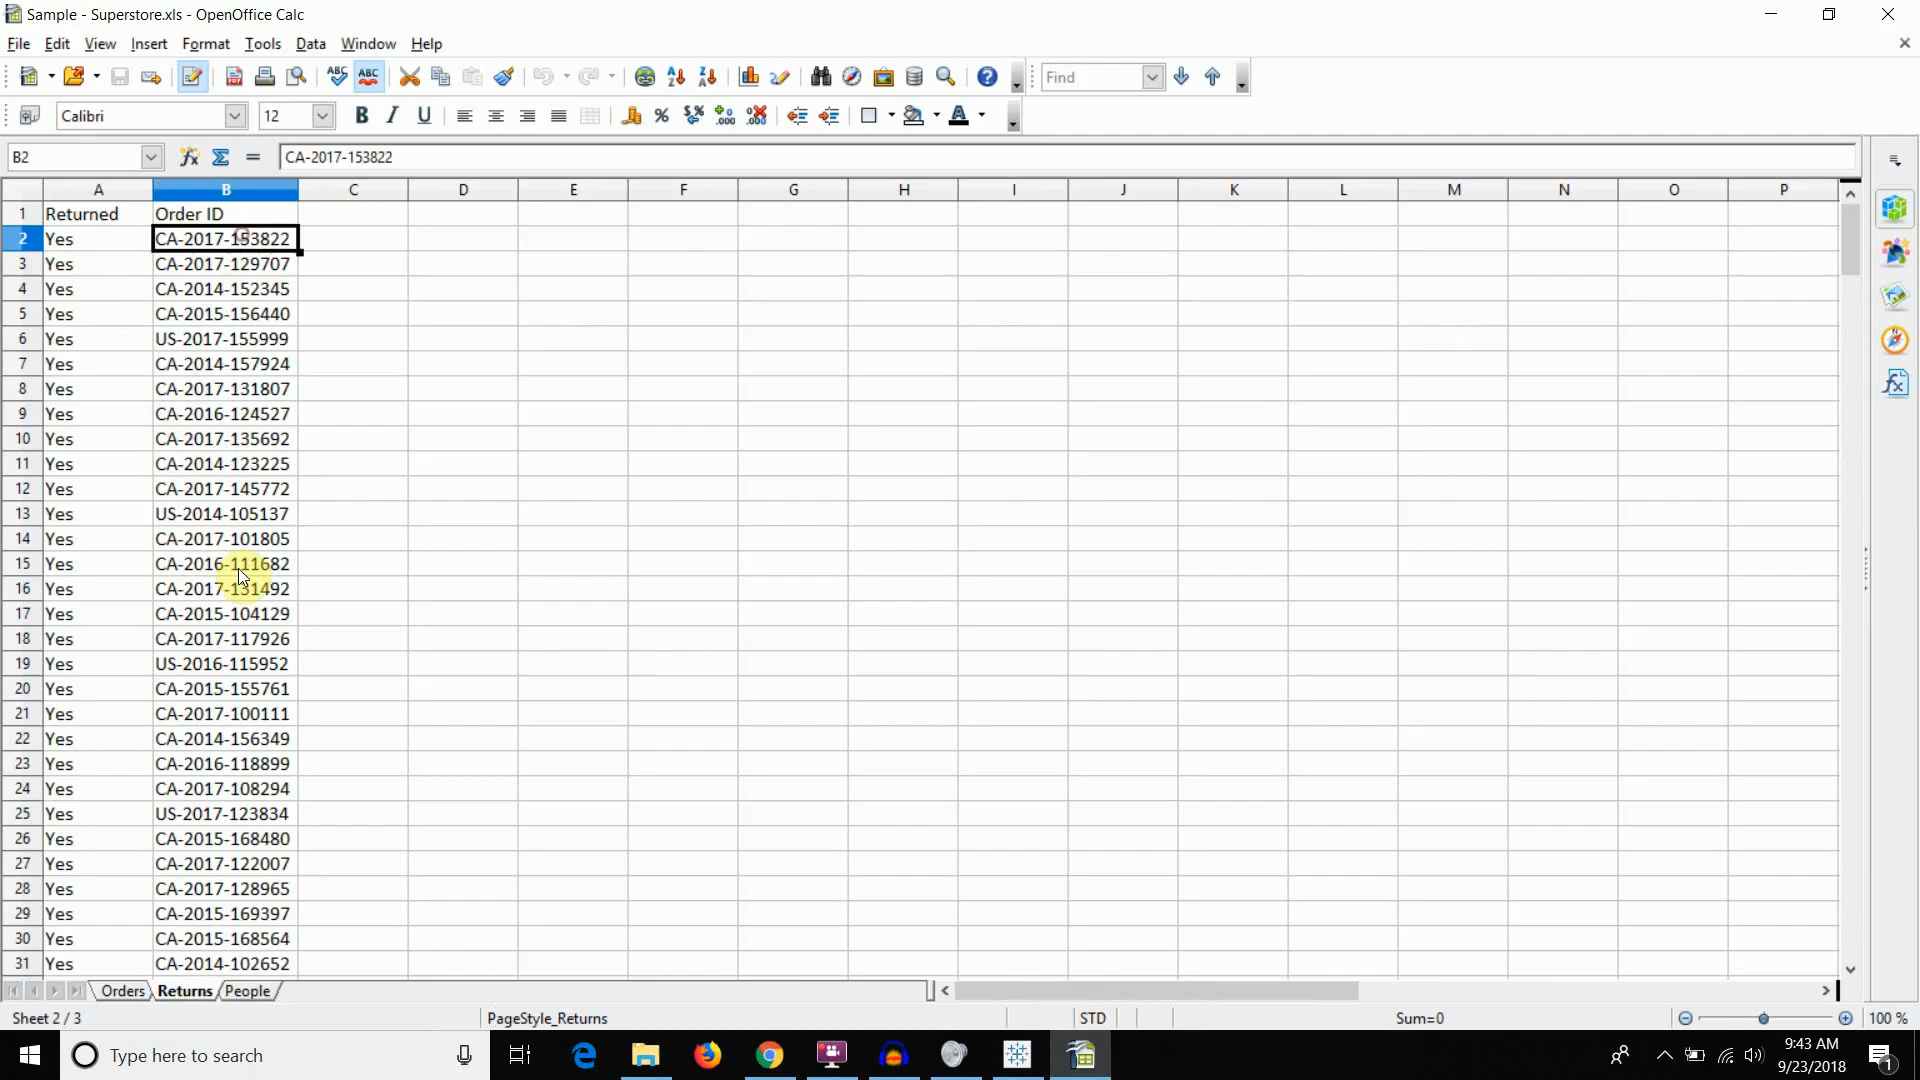 Sample - Superstore.xls - OpenOffice Calc
File Edit View Insert Format Tools Data Window Help
Find
Calibri 12
B2 CA-2017-153822
A B C D E F G H I J K L M N O P
1 Returned Order ID
2 Yes CA-2017-153822
3 Yes CA-2017-129707
4 Yes CA-2014-152345
5 Yes CA-2015-156440
6 Yes US-2017-155999
7 Yes CA-2014-157924
8 Yes CA-2017-131807
9 Yes CA-2016-124527
10 Yes CA-2017-135692
11 Yes CA-2014-123225
12 Yes CA-2017-145772
13 Yes US-2014-105137
14 Yes CA-2017-101805
15 Yes CA-2016-111682
16 Yes CA-2017-131492
17 Yes CA-2015-104129
18 Yes CA-2017-117926
19 Yes US-2016-115952
20 Yes CA-2015-155761
21 Yes CA-2017-100111
22 Yes CA-2014-156349
23 Yes CA-2016-118899
24 Yes CA-2017-108294
25 Yes US-2017-123834
26 Yes CA-2015-168480
27 Yes CA-2017-122007
28 Yes CA-2017-128965
29 Yes CA-2015-169397
30 Yes CA-2015-168564
31 Yes CA-2014-102652
Orders Returns People
Sheet 2 / 3 PageStyle_Returns STD Sum=0 100 %
Type here to search
9:43 AM
9/23/2018
1